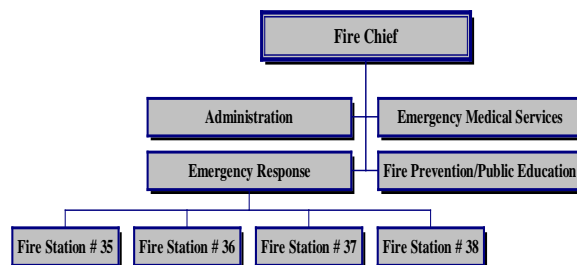 Fire Chief
Administration
Emergency Medical Services
Emergency Response
Fire Prevention/Public Education
Fire Station # 35
Fire Station # 36
Fire Station # 37
Fire Station # 38